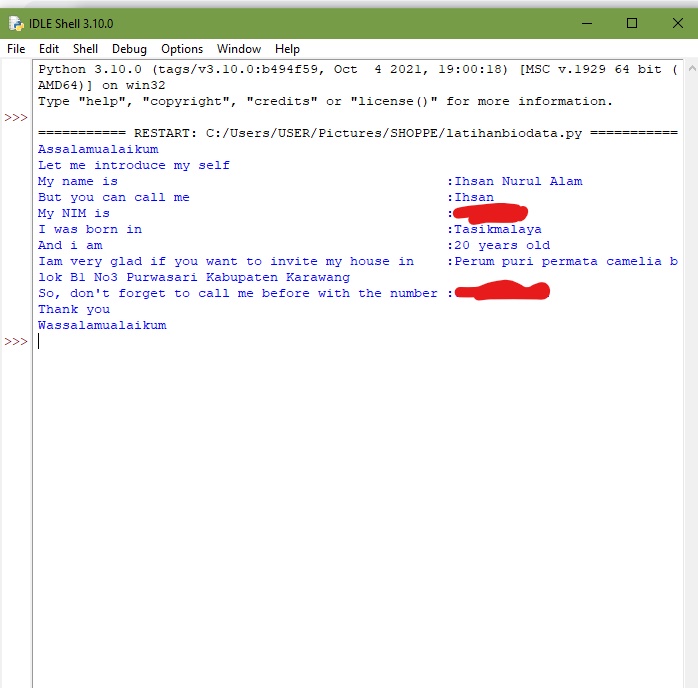 IDLE Shell 3.10.0
File Edit Shell Debug Options Window Help
Python 3.10.0 (tags/v3.10.0:b494f59, Oct  4 2021, 19:00:18) [MSC v.1929 64 bit (
AMD64)] on win32
Type "help", "copyright", "credits" or "license()" for more information.
>>>
=========== RESTART: C:/Users/USER/Pictures/SHOPPE/latihanbiodata.py ===========
Assalamualaikum
Let me introduce my self
My name is                                         :Ihsan Nurul Alam
But you can call me                                :Ihsan
My NIM is                                          :
I was born in                                      :Tasikmalaya
And i am                                           :20 years old
Iam very glad if you want to invite my house in    :Perum puri permata camelia b
lok B1 No3 Purwasari Kabupaten Karawang
So, don't forget to call me before with the number :
Thank you
Wassalamualaikum
>>>